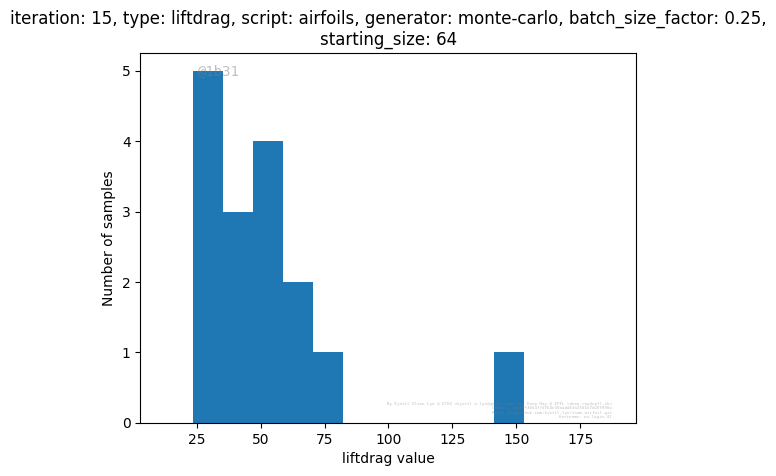 iteration: 15, type: liftdrag, script: airfoils, generator: monte-carlo, batch_size_factor: 0.25,
starting_size: 64
@1b31
5
4
3
2
1
0
Number of samples
25 50 75 100 125 150 175
liftdrag value